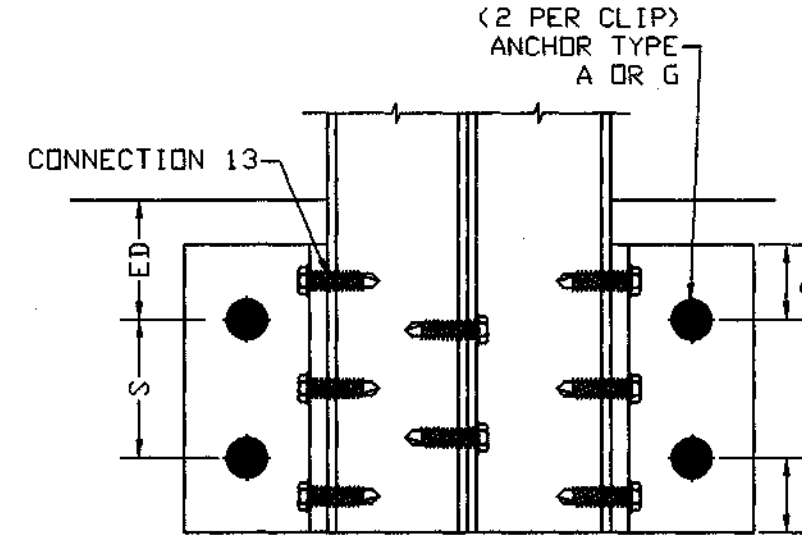 (2 PER CLIP)
ANCHOR TYPE
A OR G
CONNECTION 13
ED
S